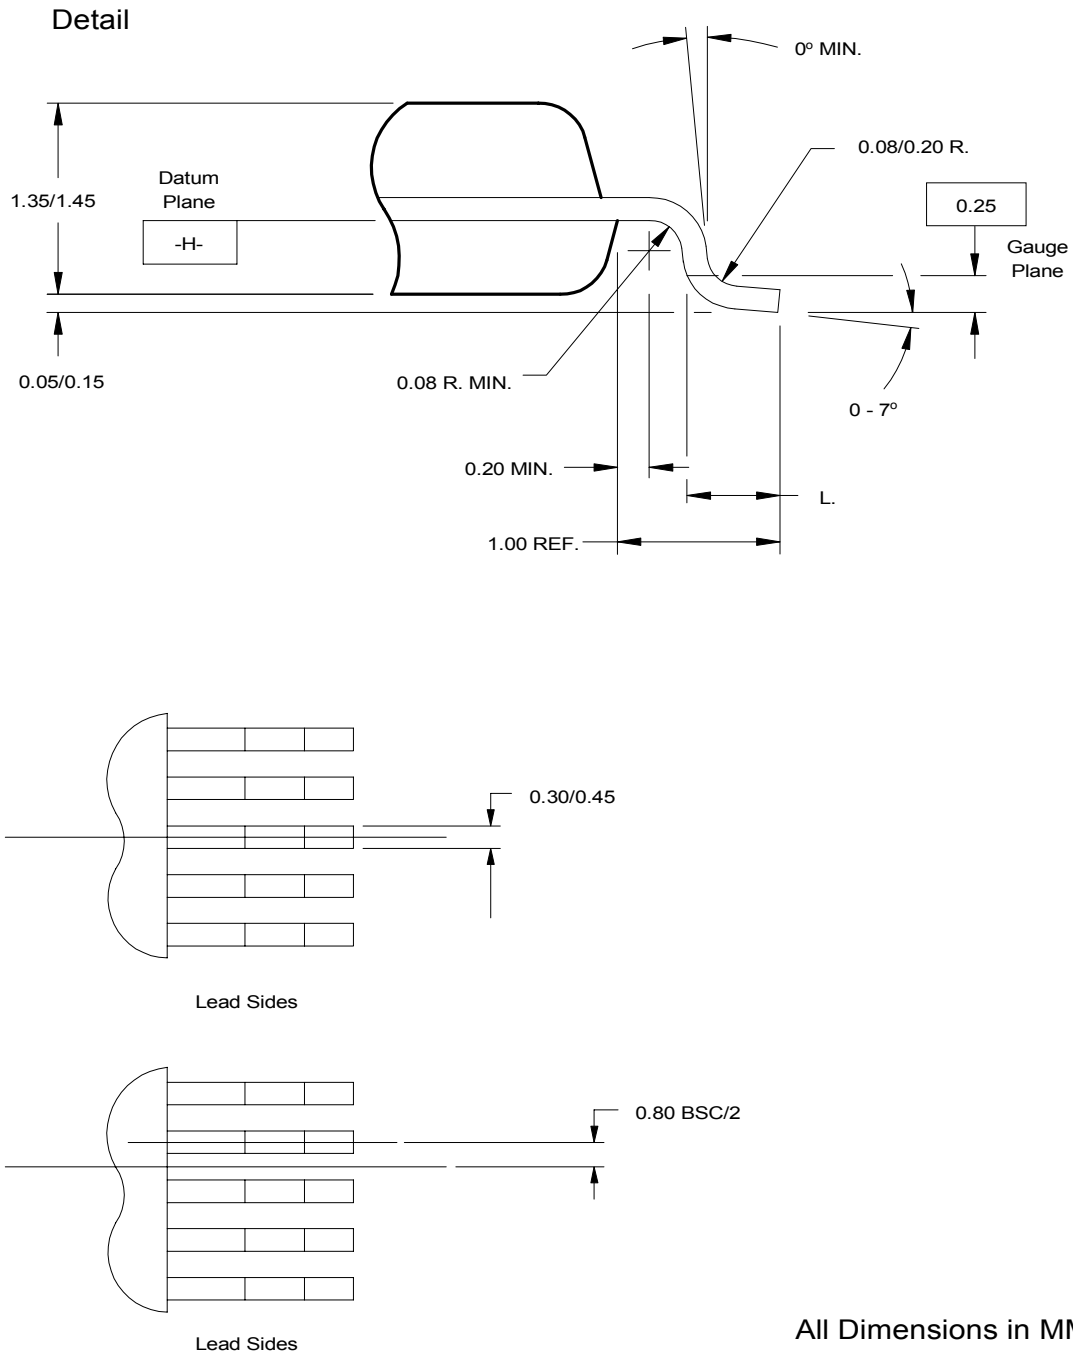 Detail
0° MIN.
0.08/0.20 R.
1.35/1.45
Datum
Plane
-H-
0.25
Gauge
Plane
0.05/0.15
0.08 R. MIN.
0 - 7°
0.20 MIN.
L.
1.00 REF.
0.30/0.45
Lead Sides
0.80 BSC/2
Lead Sides
All Dimensions in MM